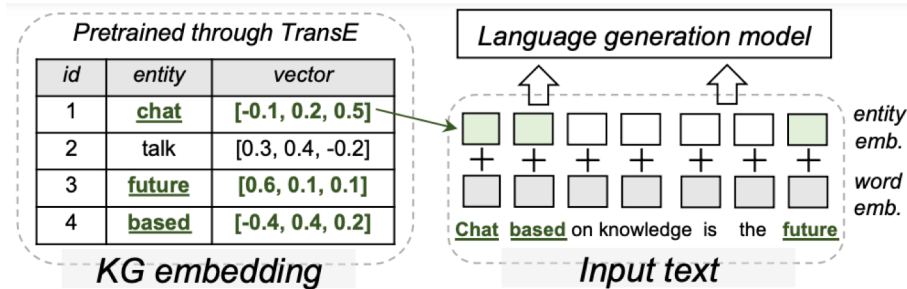 Pretrained through TransE
id entity vector
1 chat [-0.1, 0.2, 0.5]
2 talk [0.3, 0.4, -0.2]
3 future [0.6, 0.1, 0.1]
4 based [-0.4, 0.4, 0.2]
KG embedding
Language generation model
entity
emb.
+ + + + + + +
word
emb.
Chat based on knowledge is the future
Input text